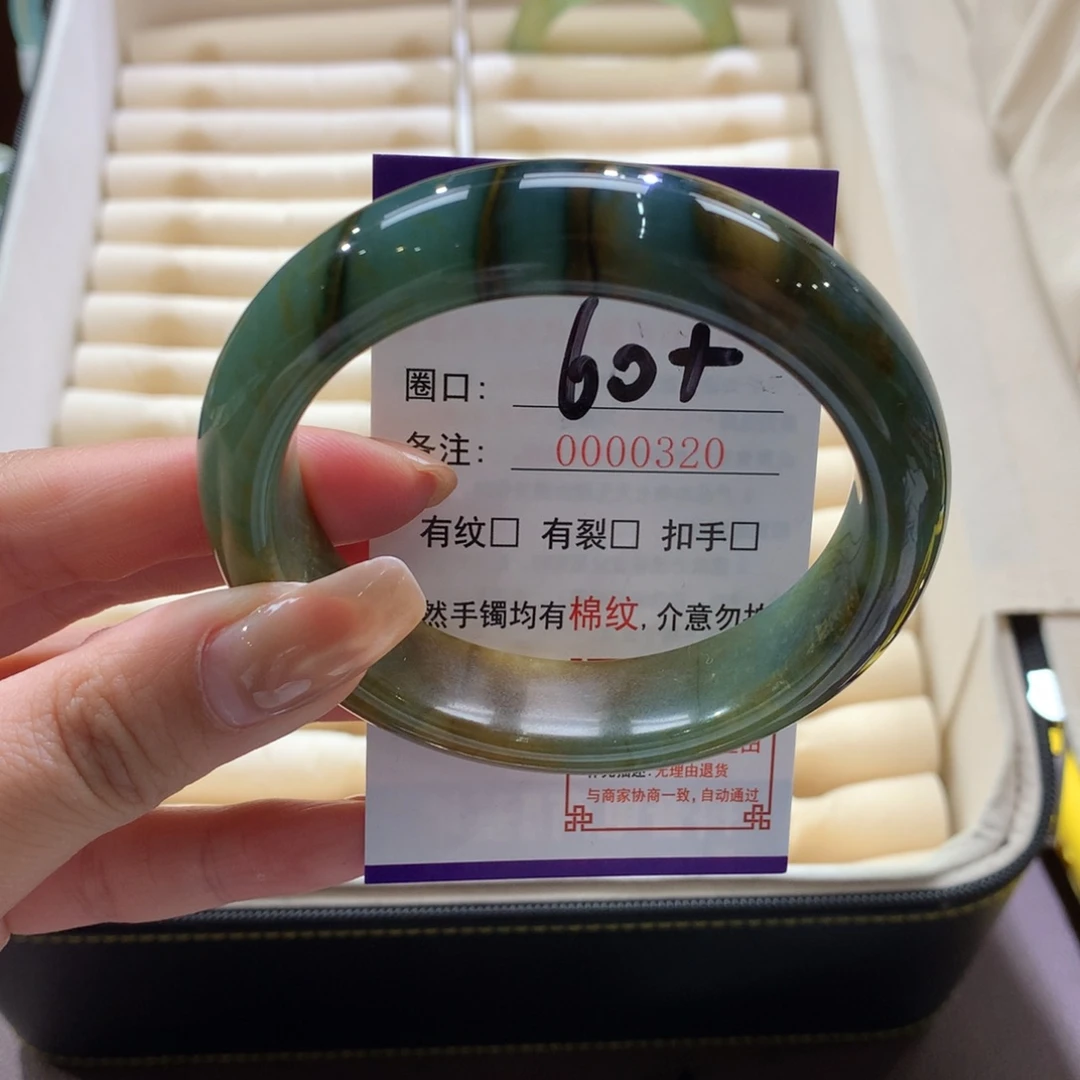 圈口: 60+
备注: 0000320
有纹□ 有裂□ 扣手□
然手镯均有棉纹, 介意勿拍
无理由退货
与商家协商一致, 自动通过